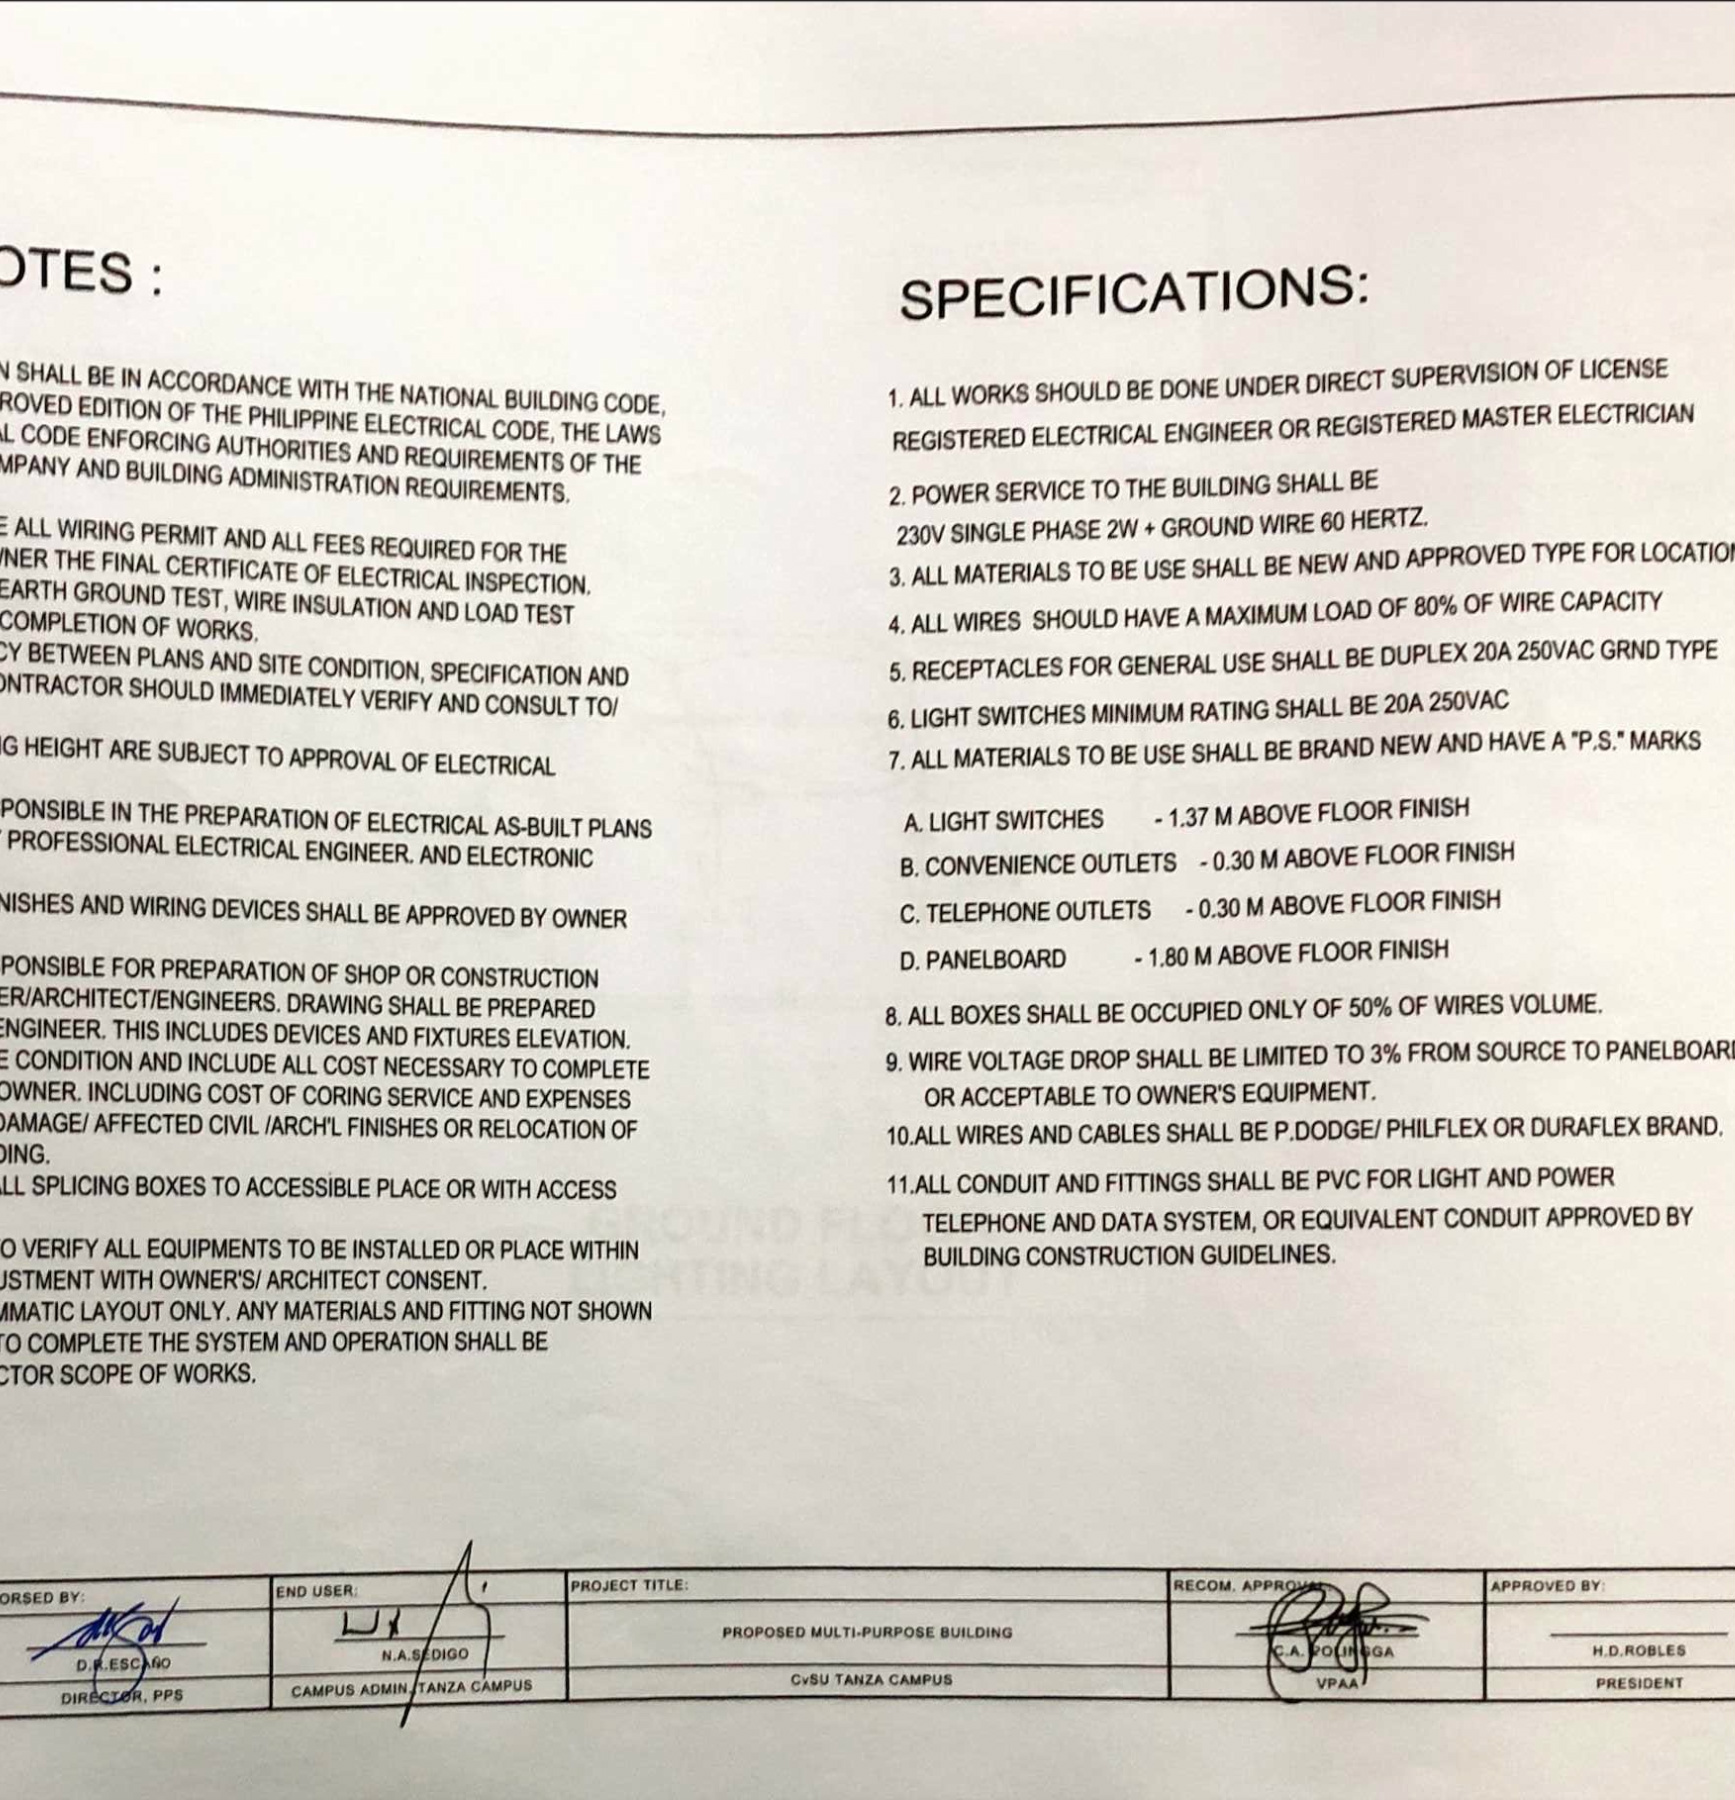 OTES :
N SHALL BE IN ACCORDANCE WITH THE NATIONAL BUILDING CODE,
ROVED EDITION OF THE PHILIPPINE ELECTRICAL CODE, THE LAWS
AL CODE ENFORCING AUTHORITIES AND REQUIREMENTS OF THE
MPANY AND BUILDING ADMINISTRATION REQUIREMENTS.
E ALL WIRING PERMIT AND ALL FEES REQUIRED FOR THE
WNER THE FINAL CERTIFICATE OF ELECTRICAL INSPECTION.
EARTH GROUND TEST, WIRE INSULATION AND LOAD TEST
COMPLETION OF WORKS.
CY BETWEEN PLANS AND SITE CONDITION, SPECIFICATION AND
ONTRACTOR SHOULD IMMEDIATELY VERIFY AND CONSULT TO/
G HEIGHT ARE SUBJECT TO APPROVAL OF ELECTRICAL
PONSIBLE IN THE PREPARATION OF ELECTRICAL AS-BUILT PLANS
PROFESSIONAL ELECTRICAL ENGINEER. AND ELECTRONIC
NISHES AND WIRING DEVICES SHALL BE APPROVED BY OWNER
PONSIBLE FOR PREPARATION OF SHOP OR CONSTRUCTION
ER/ARCHITECT/ENGINEERS. DRAWING SHALL BE PREPARED
ENGINEER. THIS INCLUDES DEVICES AND FIXTURES ELEVATION.
E CONDITION AND INCLUDE ALL COST NECESSARY TO COMPLETE
OWNER. INCLUDING COST OF CORING SERVICE AND EXPENSES
DAMAGE/ AFFECTED CIVIL /ARCH'L FINISHES OR RELOCATION OF
DING.
ALL SPLICING BOXES TO ACCESSIBLE PLACE OR WITH ACCESS
O VERIFY ALL EQUIPMENTS TO BE INSTALLED OR PLACE WITHIN
USTMENT WITH OWNER'S/ ARCHITECT CONSENT.
MMATIC LAYOUT ONLY. ANY MATERIALS AND FITTING NOT SHOWN
TO COMPLETE THE SYSTEM AND OPERATION SHALL BE
CTOR SCOPE OF WORKS.
SPECIFICATIONS:
1. ALL WORKS SHOULD BE DONE UNDER DIRECT SUPERVISION OF LICENSE
REGISTERED ELECTRICAL ENGINEER OR REGISTERED MASTER ELECTRICIAN
2. POWER SERVICE TO THE BUILDING SHALL BE
230V SINGLE PHASE 2W + GROUND WIRE 60 HERTZ.
3. ALL MATERIALS TO BE USE SHALL BE NEW AND APPROVED TYPE FOR LOCATION
4. ALL WIRES SHOULD HAVE A MAXIMUM LOAD OF 80% OF WIRE CAPACITY
5. RECEPTACLES FOR GENERAL USE SHALL BE DUPLEX 20A 250VAC GRND TYPE
6. LIGHT SWITCHES MINIMUM RATING SHALL BE 20A 250VAC
7. ALL MATERIALS TO BE USE SHALL BE BRAND NEW AND HAVE A "P.S." MARKS
A. LIGHT SWITCHES - 1.37 M ABOVE FLOOR FINISH
B. CONVENIENCE OUTLETS - 0.30 M ABOVE FLOOR FINISH
C. TELEPHONE OUTLETS - 0.30 M ABOVE FLOOR FINISH
D. PANELBOARD - 1.80 M ABOVE FLOOR FINISH
8. ALL BOXES SHALL BE OCCUPIED ONLY OF 50% OF WIRES VOLUME.
9. WIRE VOLTAGE DROP SHALL BE LIMITED TO 3% FROM SOURCE TO PANELBOARD
OR ACCEPTABLE TO OWNER'S EQUIPMENT.
10.ALL WIRES AND CABLES SHALL BE P.DODGE/ PHILFLEX OR DURAFLEX BRAND.
11.ALL CONDUIT AND FITTINGS SHALL BE PVC FOR LIGHT AND POWER
TELEPHONE AND DATA SYSTEM, OR EQUIVALENT CONDUIT APPROVED BY
BUILDING CONSTRUCTION GUIDELINES.
GROUND FLO
LIGHTING LAYOUT
ORSED BY:
D.R.ESCAÑO
DIRECTOR, PPS
END USER:
N.A.SEDIGO
CAMPUS ADMIN, TANZA CAMPUS
PROJECT TITLE:
PROPOSED MULTI-PURPOSE BUILDING
CvSU TANZA CAMPUS
RECOM. APPROVAL
C.A. POLINGGA
VPAA
APPROVED BY:
H.D.ROBLES
PRESIDENT